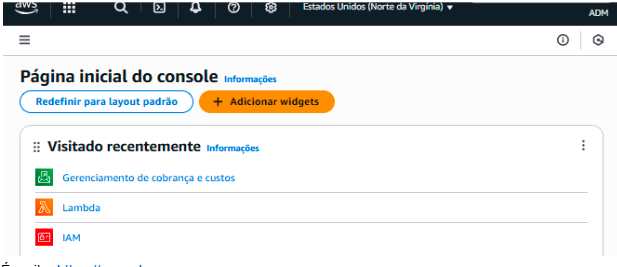 aws
Estados Unidos (Norte da Virgínia)
ADM
Página inicial do console Informações
Redefinir para layout padrão
+ Adicionar widgets
Visitado recentemente Informações
Gerenciamento de cobrança e custos
Lambda
IAM